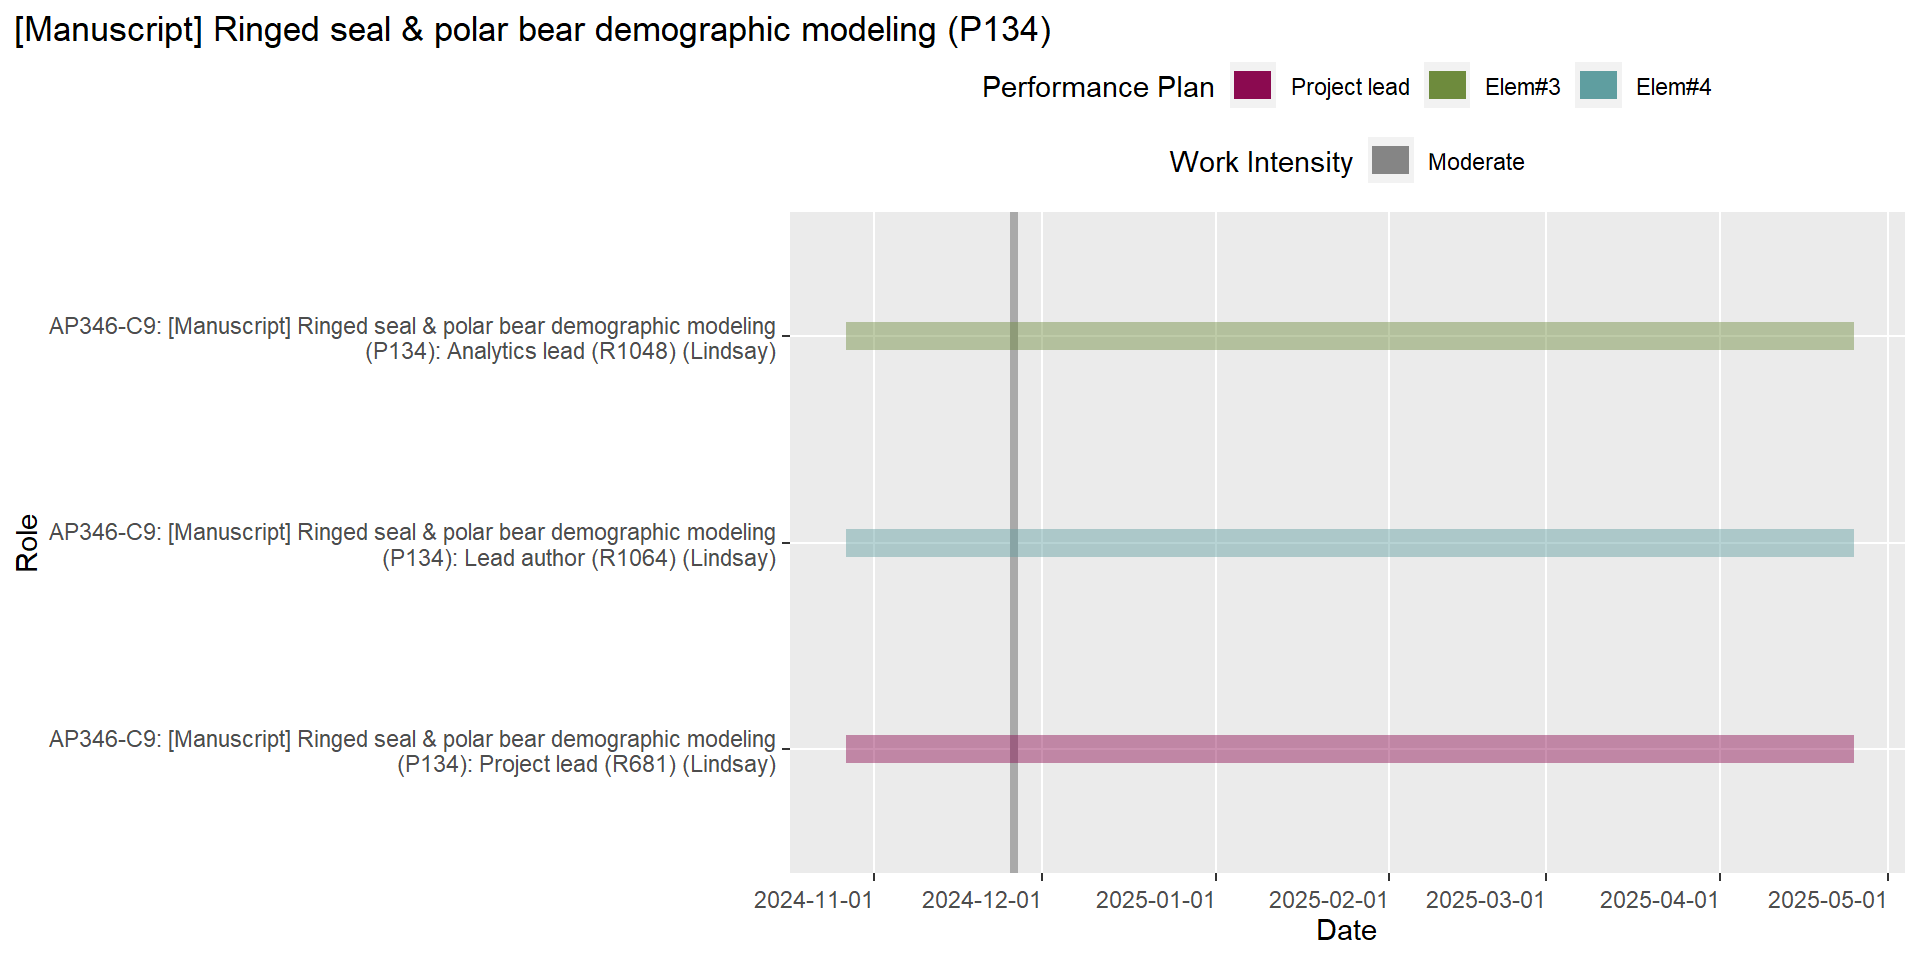 [Manuscript] Ringed seal & polar bear demographic modeling (P134)
Performance Plan Project lead Elem#3 Elem#4
Work Intensity Moderate
AP346-C9: [Manuscript] Ringed seal & polar bear demographic modeling
(P134): Analytics lead (R1048) (Lindsay)
Role
AP346-C9: [Manuscript] Ringed seal & polar bear demographic modeling
(P134): Lead author (R1064) (Lindsay)
AP346-C9: [Manuscript] Ringed seal & polar bear demographic modeling
(P134): Project lead (R681) (Lindsay)
2024-11-01 2024-12-01 2025-01-01 2025-02-01 2025-03-01 2025-04-01 2025-05-01
Date